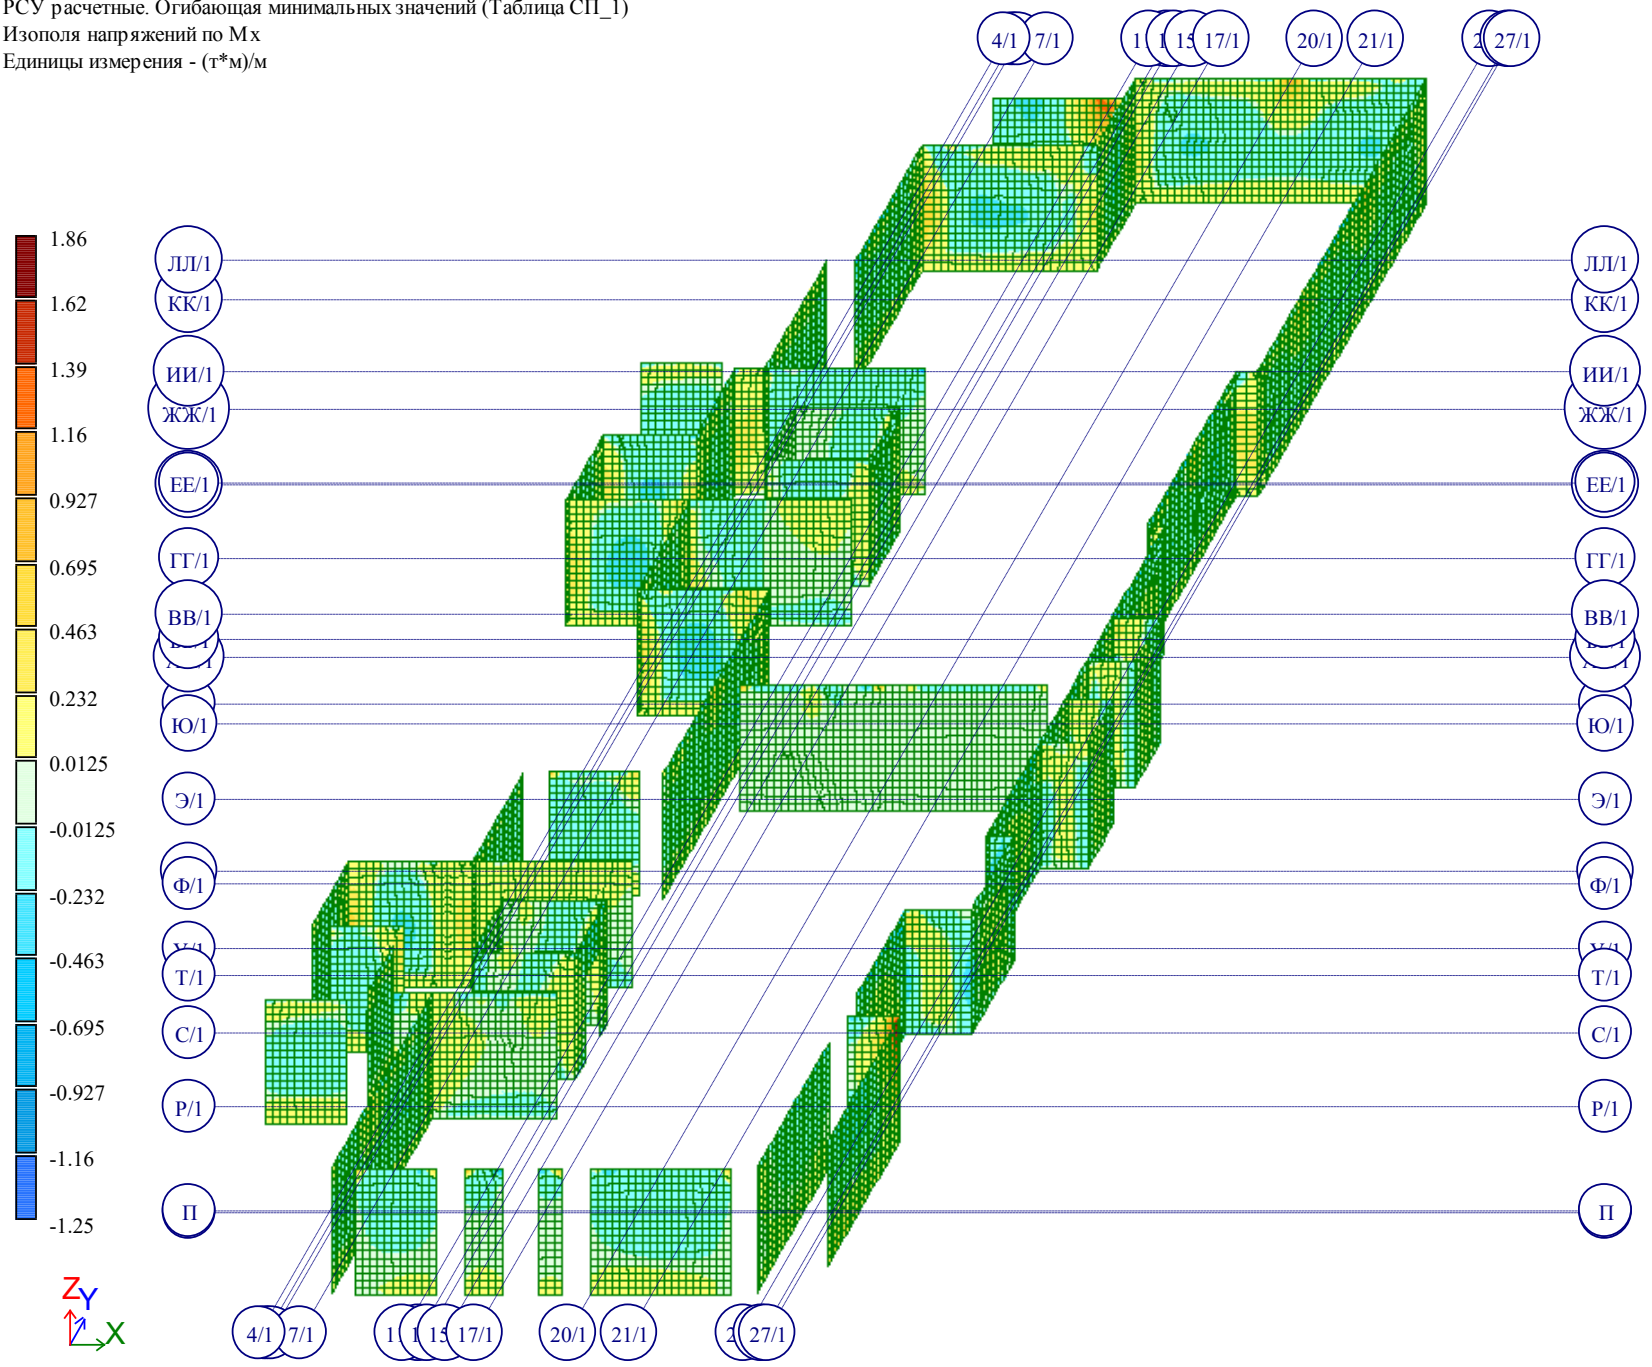 РСУ расчетные. Огибающая минимальных значений (Таблица СП_1)
Изополя напряжений по Mx
Единицы измерения - (т*м)/м
4/1 7/1 15 17/1 20/1 21/1 27/1
1.86
1.62
1.39
1.16
0.927
0.695
0.463
0.232
0.0125
-0.0125
-0.232
-0.463
-0.695
-0.927
-1.16
-1.25
ЛЛ/1 ЛЛ/1
КК/1 КК/1
ИИ/1 ИИ/1
ЖЖ/1 ЖЖ/1
ЕЕ/1 ЕЕ/1
ГГ/1 ГГ/1
ВВ/1 ВВ/1
Ю/1 Ю/1
Э/1 Э/1
Ф/1 Ф/1
Т/1 Т/1
С/1 С/1
Р/1 Р/1
П П
Z
Y
X
4/1 7/1 15 17/1 20/1 21/1 27/1